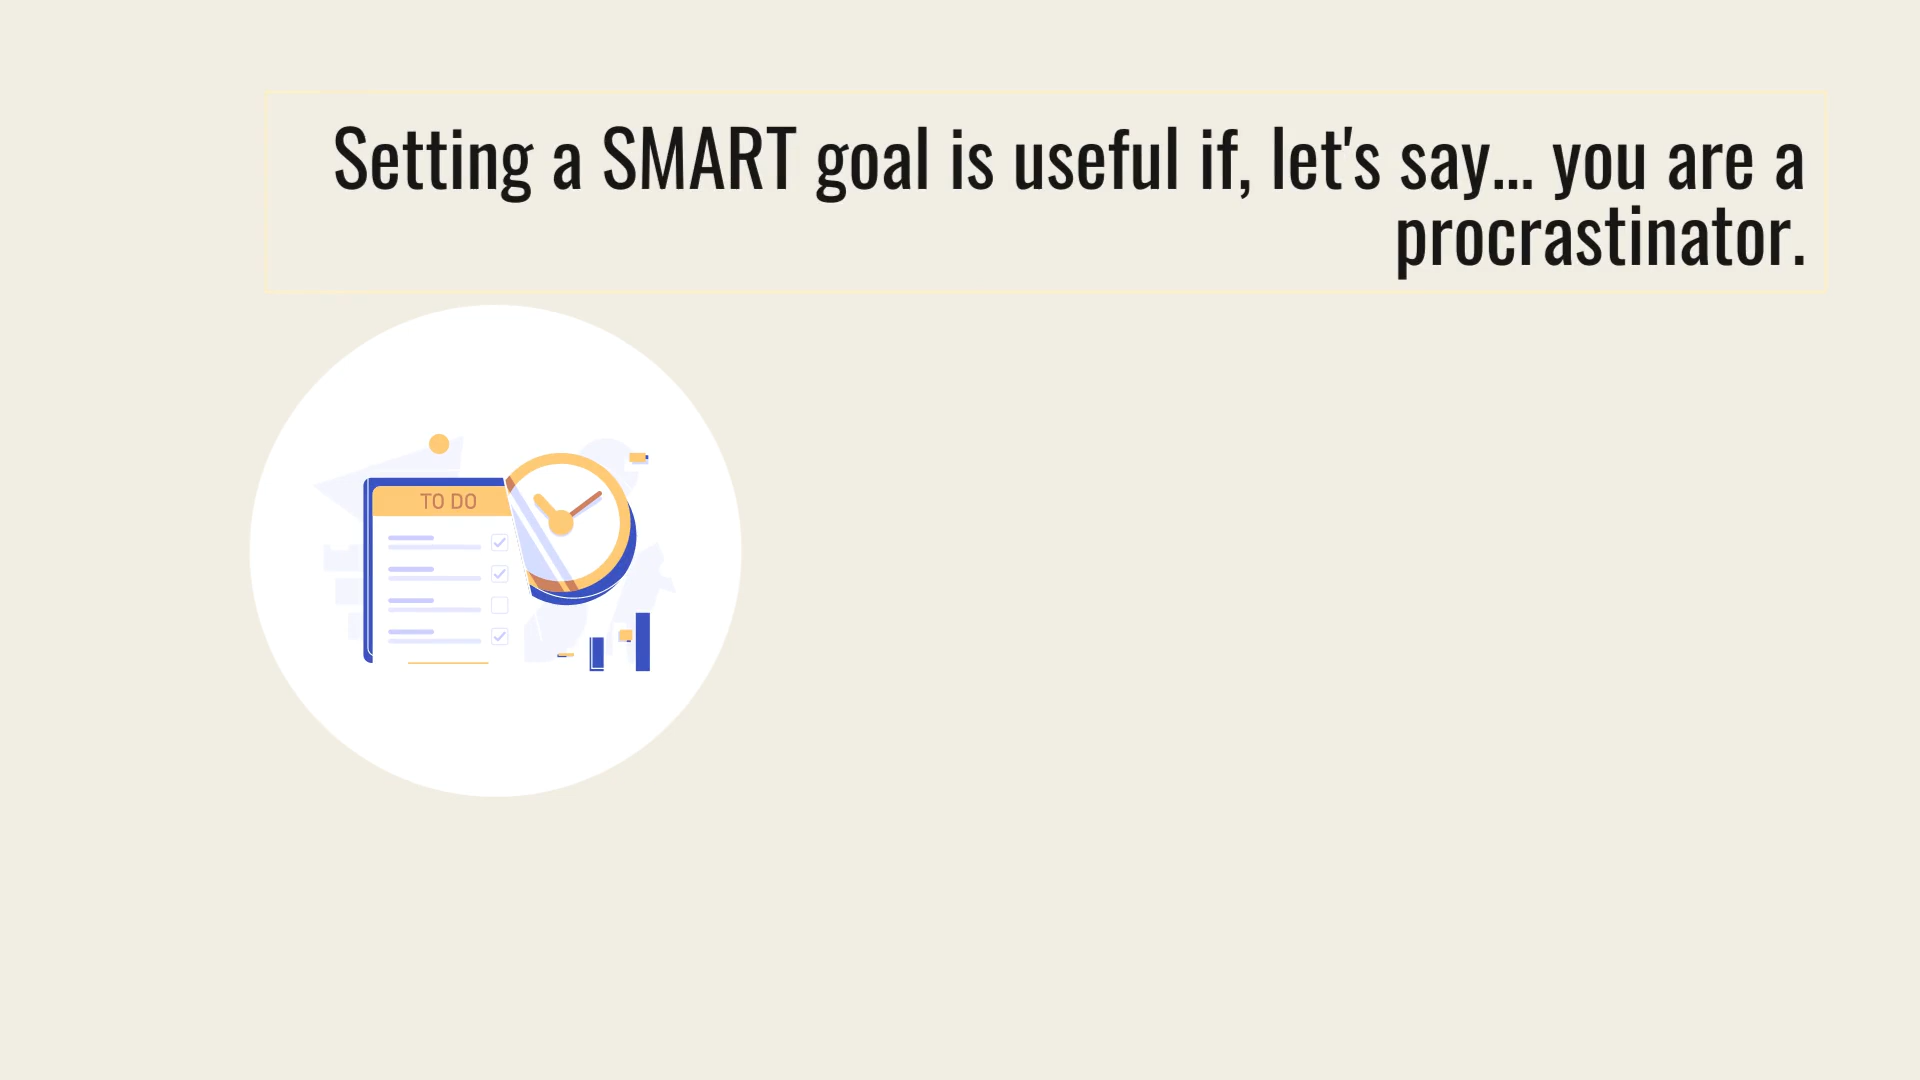 Setting a SMART goal is useful if, let's say... you are a
procrastinator.
TO DO